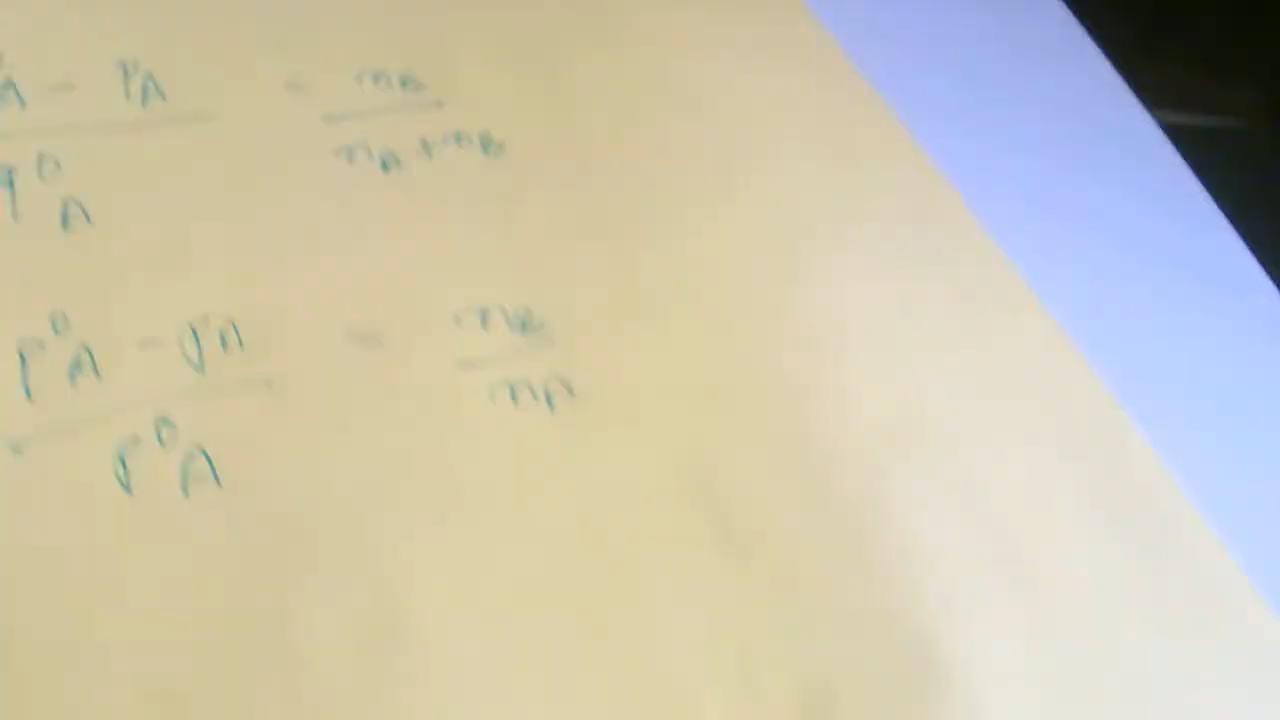 A - PA = nB
nA + nB
P⁰A
P⁰A - PA = nB
P⁰A nA